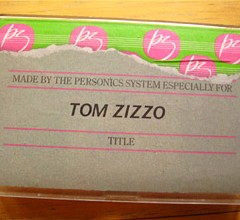 MADE BY THE PERSONICS SYSTEM ESPECIALLY FOR
TOM ZIZZO
TITLE